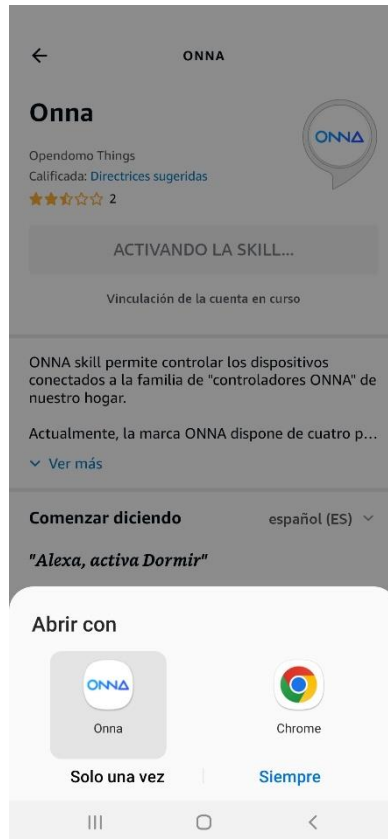 ONNA
Onna
ONNA
Opendomo Things
Calificada: Directrices sugeridas
2
ACTIVANDO LA SKILL...
Vinculación de la cuenta en curso
ONNA skill permite controlar los dispositivos
conectados a la familia de "controladores ONNA" de
nuestro hogar.
Actualmente, la marca ONNA dispone de cuatro p...
Ver más
Comenzar diciendo
español (ES)
"Alexa, activa Dormir"
Abrir con
ONNA
Onna
Chrome
Solo una vez
Siempre